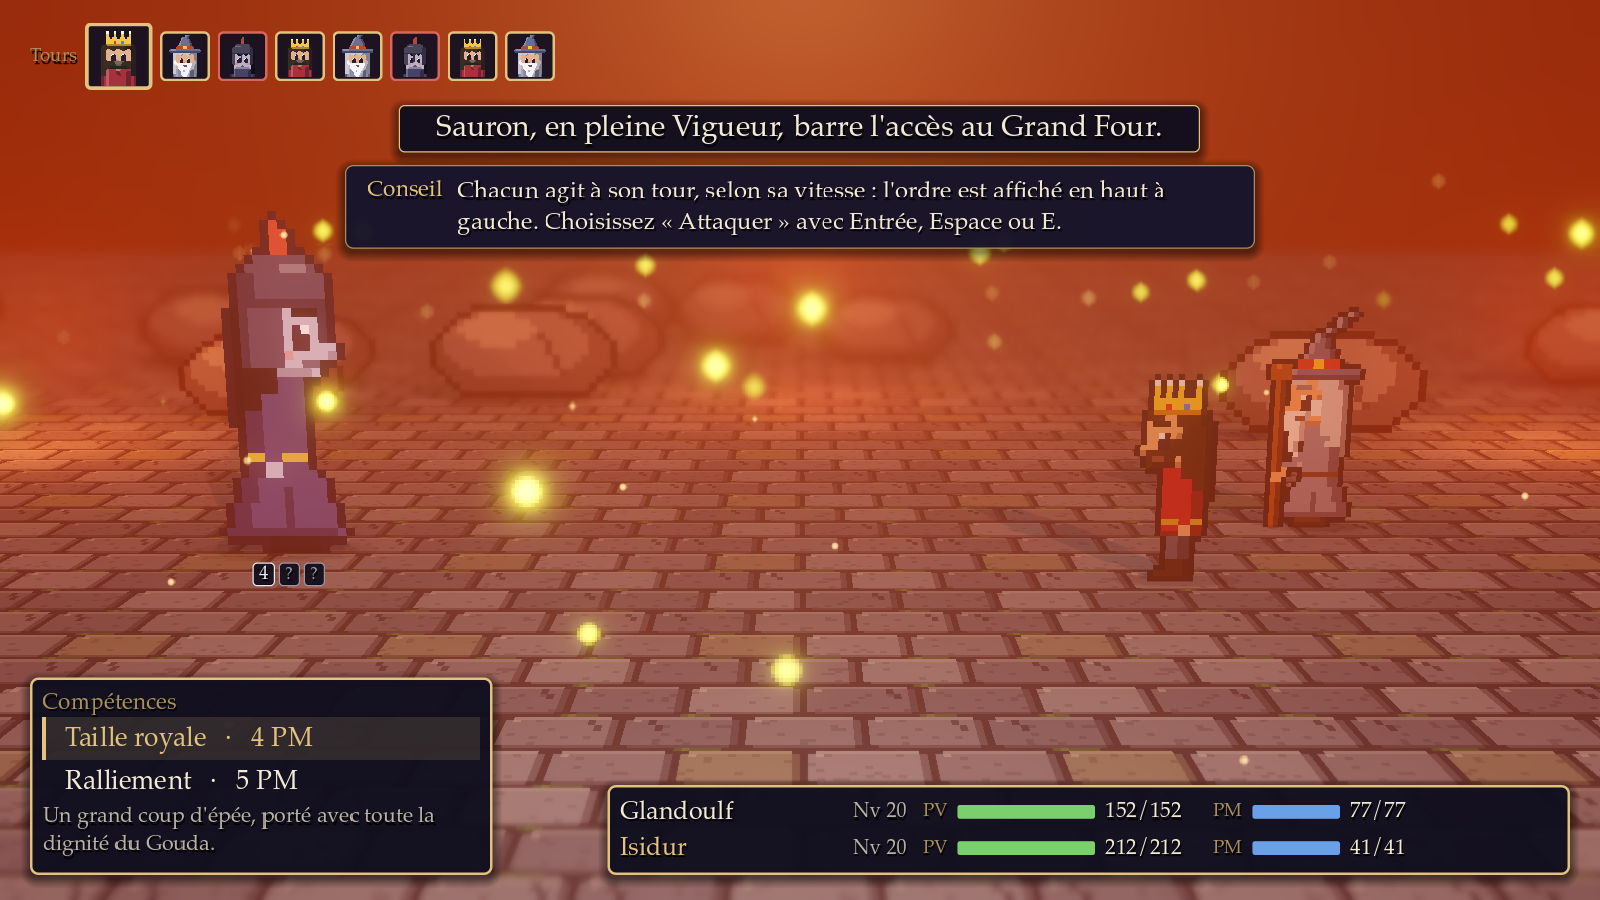 Tours
Sauron, en pleine Vigueur, barre l'accès au Grand Four.
Conseil Chacun agit à son tour, selon sa vitesse : l'ordre est affiché en haut à
gauche. Choisissez « Attaquer » avec Entrée, Espace ou E.
4 ? ?
Compétences
Taille royale · 4 PM
Ralliement · 5 PM
Un grand coup d'épée, porté avec toute la
dignité du Gouda.
Glandoulf Nv 20 PV 152/152 PM 77/77
Isidur Nv 20 PV 212/212 PM 41/41